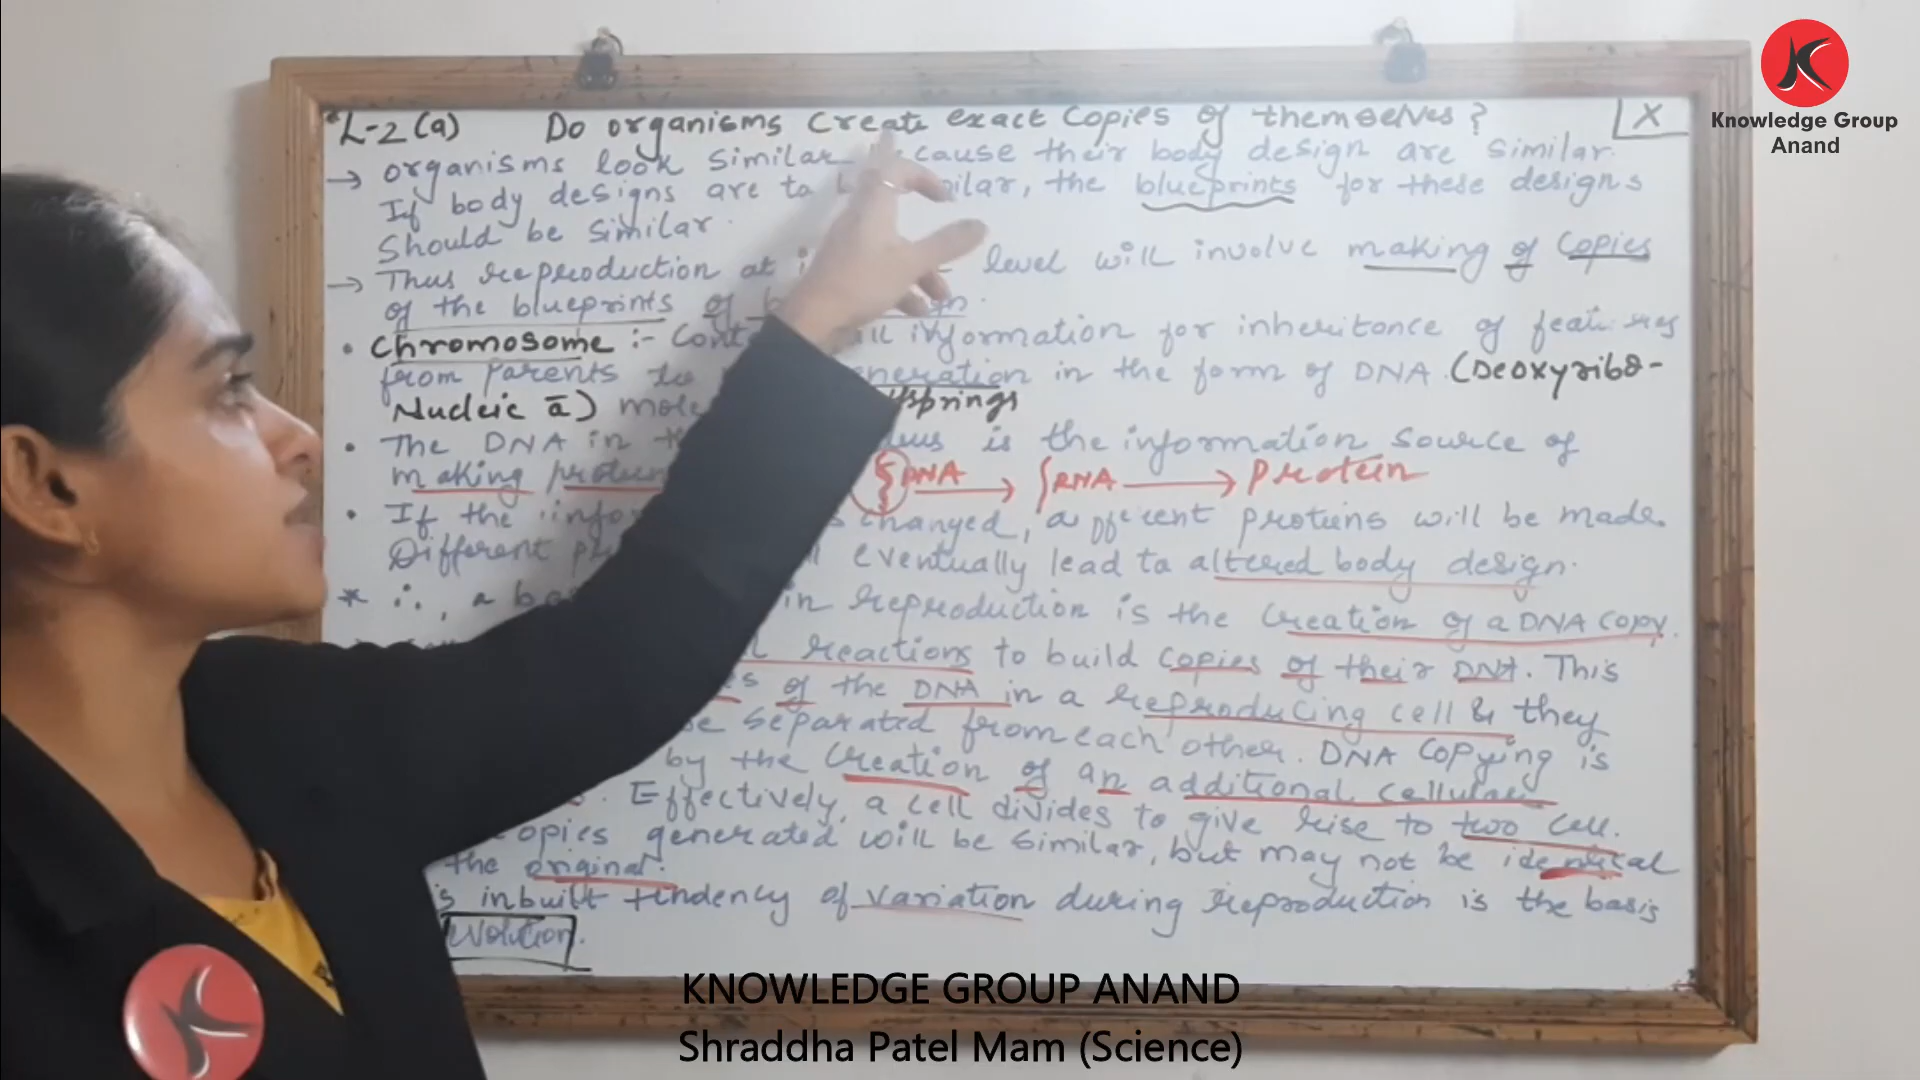 L-2 (a) Do organisms create exact copies of themselves? X
→ organisms look similar cause their body design are similar.
If body designs are to ilar, the blueprints for these designs
should be similar.
→ Thus reproduction at level will involve making of copies
of the blueprints of
• Chromosome :- information for inheritance of features
from parents to eneration in the form of DNA (Deoxyribo-
Nucleic a) springs
• The DNA in is the information source of
making DNA → RNA → Protein
• If the changed, proteins will be made.
Different eventually lead to altered body design.
* ∴, a in reproduction is the creation of a DNA copy.
reactions to build copies of their DNA. This
of the DNA in a reproducing cell & they
separated from each other. DNA copying is
by the creation of an additional cellular
Effectively, a cell divides to give rise to two cell.
opies generated will be similar, but may not be identical
the original.
inbuilt tendency of variation during reproduction is the basis
Evolution.
Knowledge Group
Anand
KNOWLEDGE GROUP ANAND
Shraddha Patel Mam (Science)